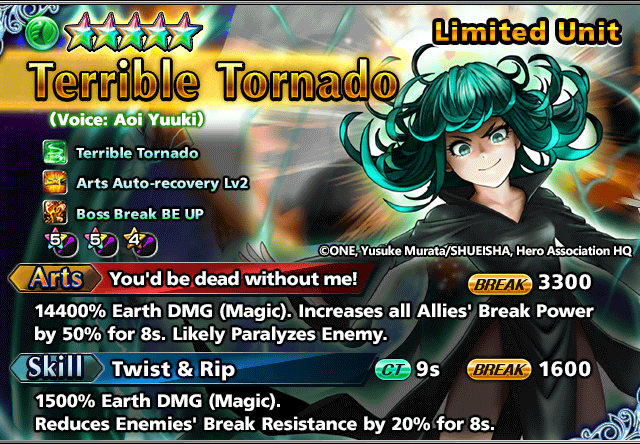 Limited Unit
Terrible Tornado
(Voice: Aoi Yuuki)
Terrible Tornado
Arts Auto-recovery Lv2
Boss Break BE UP
5 5 4
©ONE, Yusuke Murata/SHUEISHA, Hero Association HQ
Arts You'd be dead without me! BREAK 3300
14400% Earth DMG (Magic). Increases all Allies' Break Power
by 50% for 8s. Likely Paralyzes Enemy.
Skill Twist & Rip CT 9s BREAK 1600
1500% Earth DMG (Magic).
Reduces Enemies' Break Resistance by 20% for 8s.